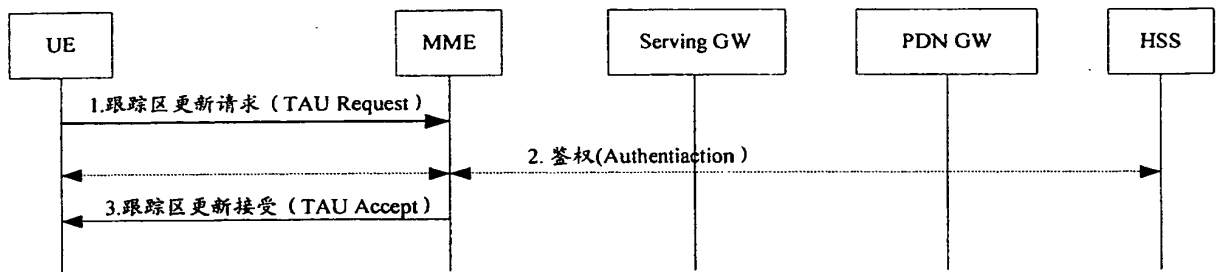 UE
MME
Serving GW
PDN GW
HSS
1.跟踪区更新请求（TAU Request）
2. 鉴权(Authentiaction）
3.跟踪区更新接受（TAU Accept）